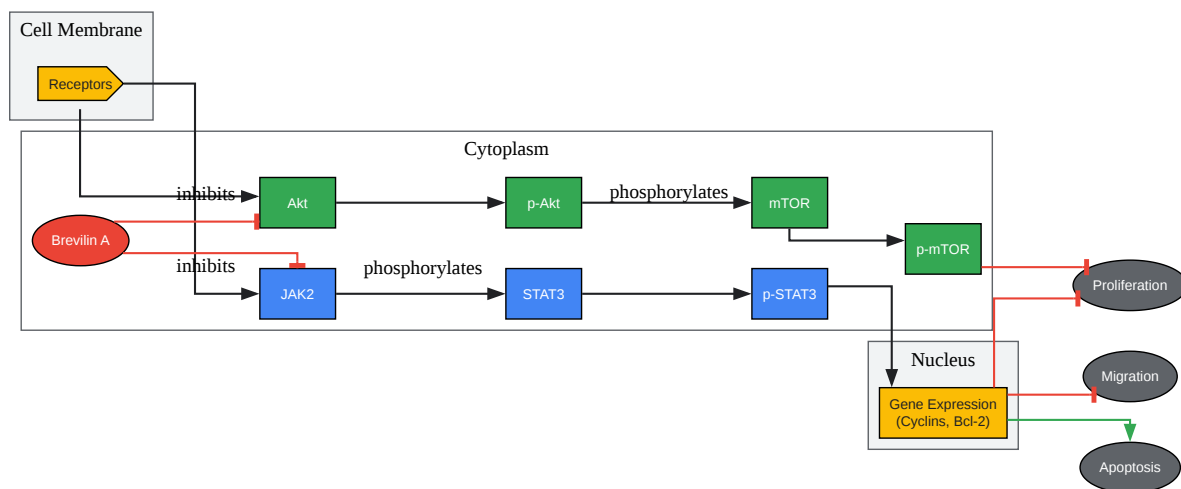 Cell Membrane
Receptors
Cytoplasm
inhibits
Akt
p-Akt
phosphorylates
mTOR
Brevilin A
p-mTOR
inhibits
phosphorylates
JAK2
STAT3
p-STAT3
Proliferation
Nucleus
Migration
Gene Expression
(Cyclins, Bcl-2)
Apoptosis